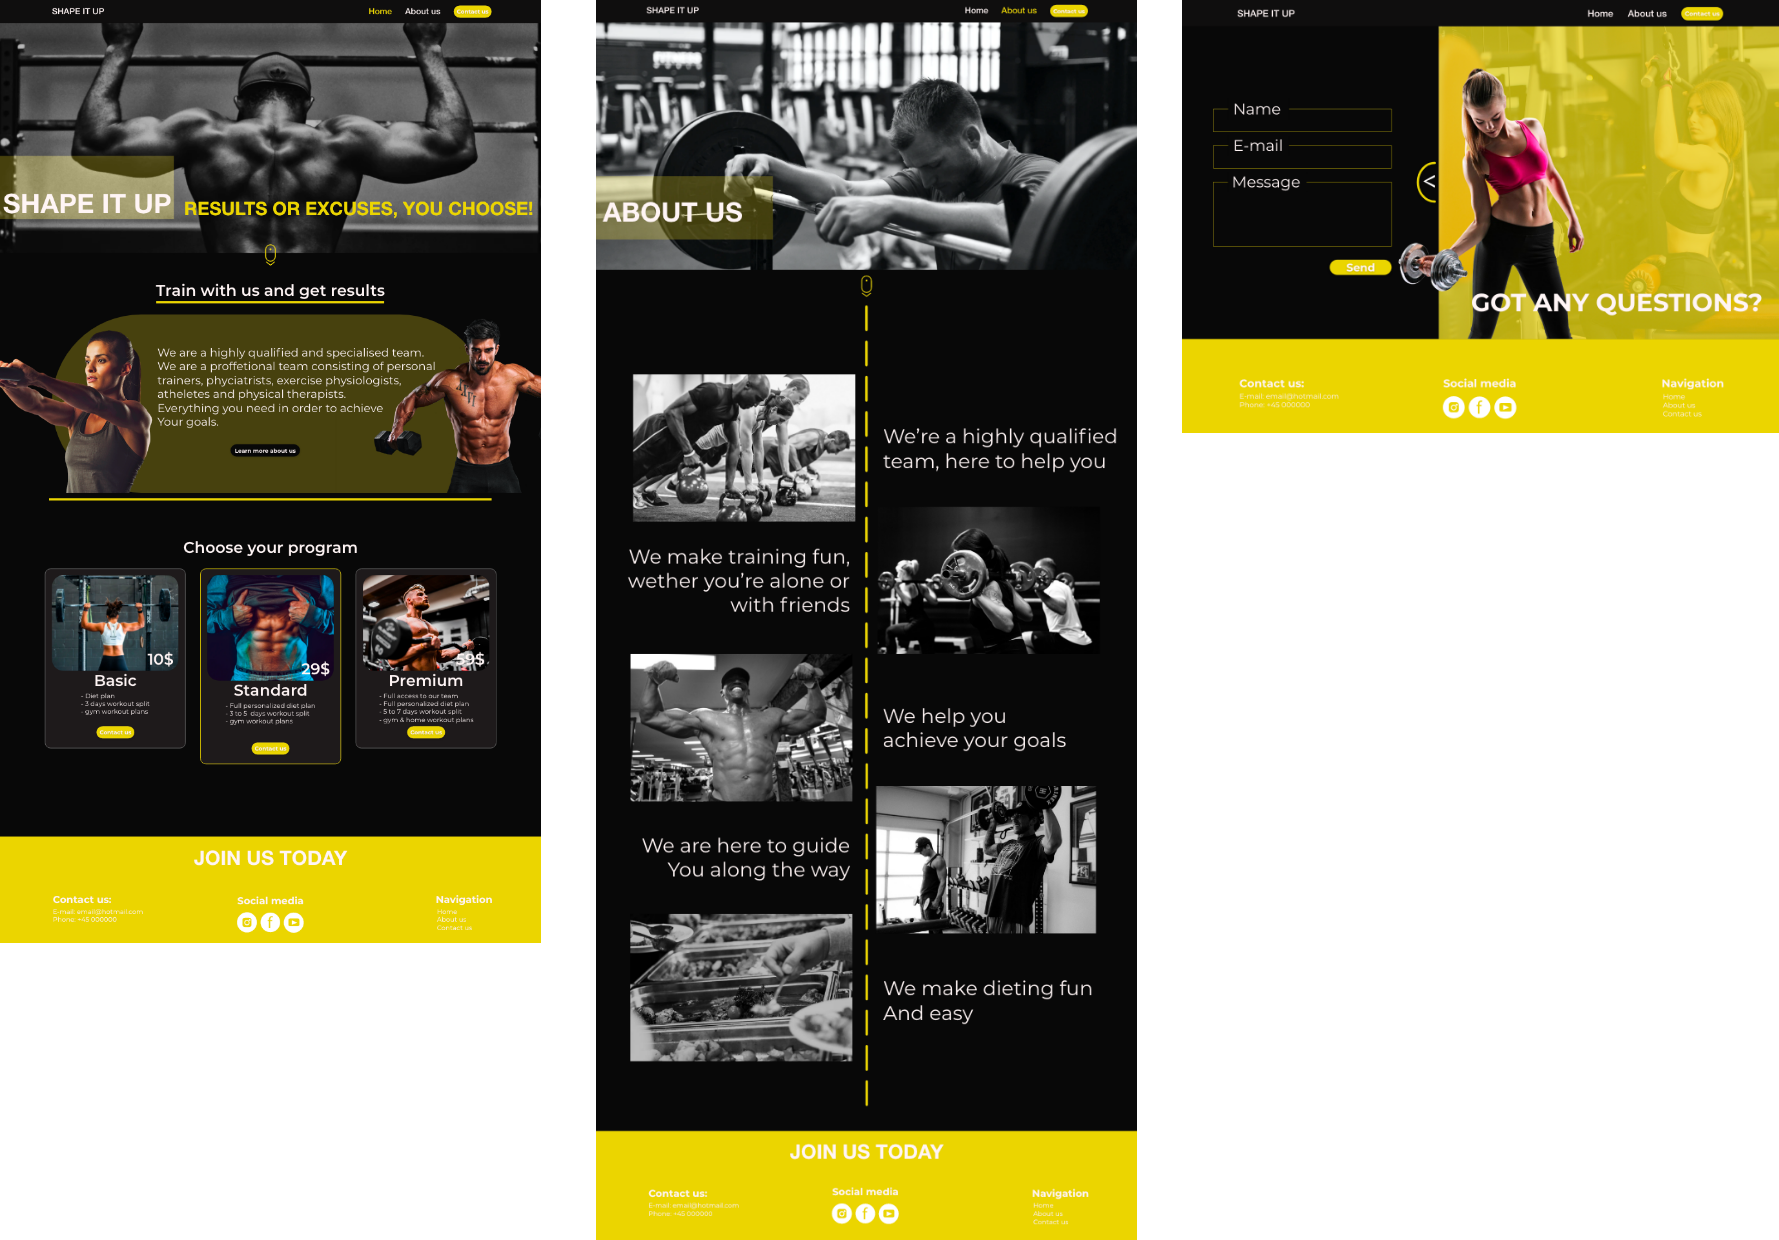 SHAPE IT UP
Home About us Contact us
SHAPE IT UP RESULTS OR EXCUSES, YOU CHOOSE!
Train with us and get results
We are a highly qualified and specialised team.
We are a proffetional team consisting of personal
trainers, phyciatrists, exercise physiologists,
atheletes and physical therapists.
Everything you need in order to achieve
Your goals.
Learn more about us
Choose your program
10$
Basic
- Diet plan
- 3 days workout split
- gym workout plans
Contact us
29$
Standard
- Full personalized diet plan
- 3 to 5 days workout split
- gym workout plans
Contact us
59$
Premium
- Full access to our team
- Full personalized diet plan
- 5 to 7 days workout split
- gym & home workout plans
Contact us
JOIN US TODAY
Contact us:
E-mail: email@hotmail.com
Phone: +45 000000
Social media
Navigation
Home
About us
Contact us
SHAPE IT UP
Home About us Contact us
ABOUT US
We're a highly qualified
team, here to help you
We make training fun,
wether you're alone or
with friends
We help you
achieve your goals
We are here to guide
You along the way
We make dieting fun
And easy
JOIN US TODAY
Contact us:
E-mail: email@hotmail.com
Phone: +45 000000
Social media
Navigation
Home
About us
Contact us
SHAPE IT UP
Home About us Contact us
Name
E-mail
Message
Send
<
GOT ANY QUESTIONS?
Contact us:
E-mail: email@hotmail.com
Phone: +45 000000
Social media
Navigation
Home
About us
Contact us